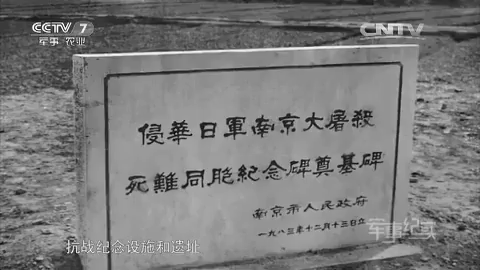 CCTV 7
军事·农业
CNTV
侵華日軍南京大屠殺
死難同胞紀念碑奠基碑
南京市人民政府
一九八三年十二月十三日立
军事纪实
抗战纪念设施和遗址